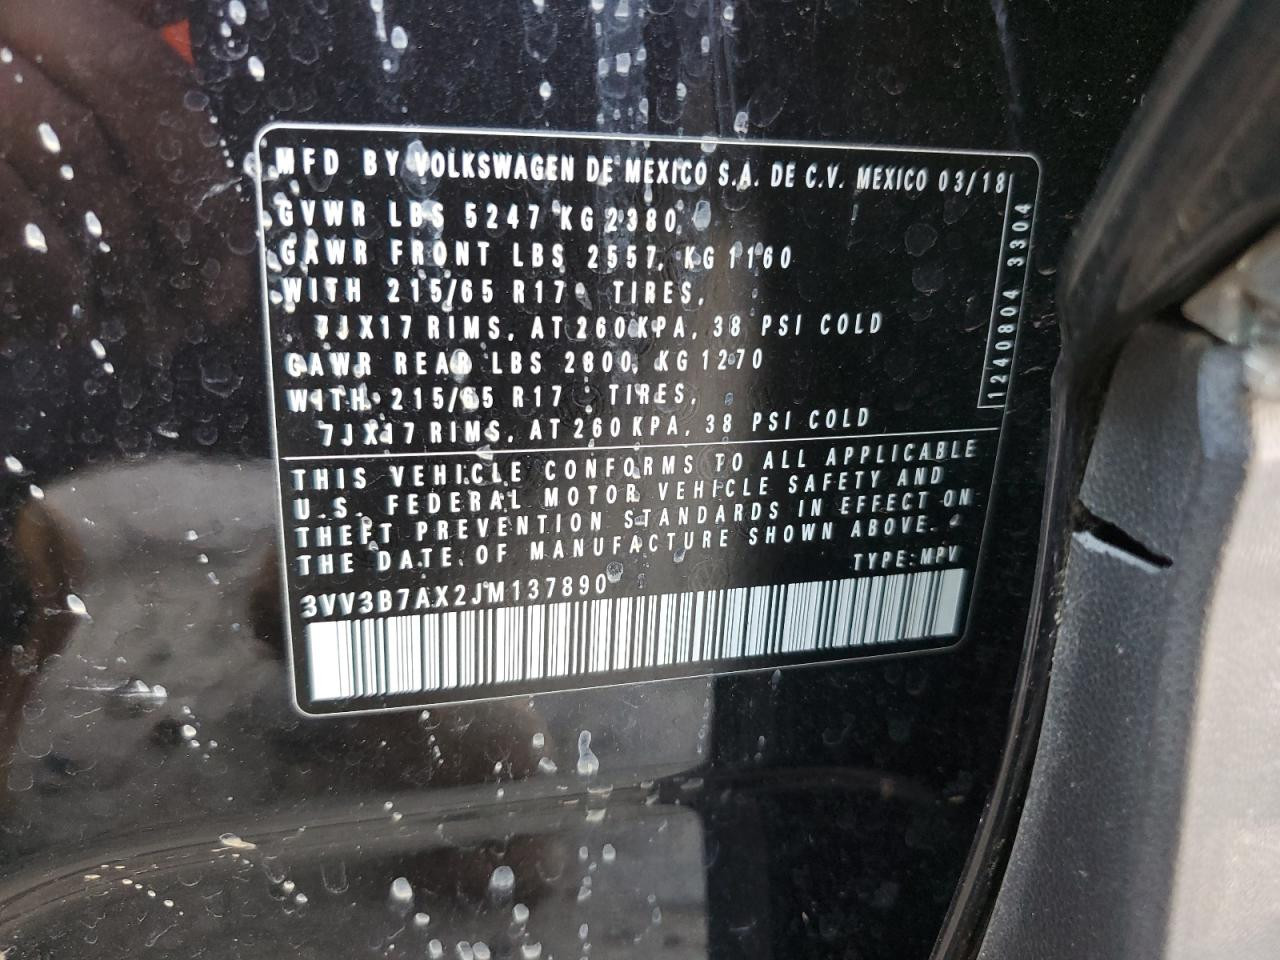 MFD BY VOLKSWAGEN DE MEXICO S.A. DE C.V. MEXICO 03/18
GVWR LBS 5247 KG 2380
GAWR FRONT LBS 2557, KG 1160
WITH 215/65 R17 TIRES,
7JX17 RIMS, AT 260 KPA, 38 PSI COLD
GAWR REAR LBS 2800, KG 1270
WITH 215/65 R17 TIRES,
7JX17 RIMS, AT 260 KPA, 38 PSI COLD
1240804 3304
THIS VEHICLE CONFORMS TO ALL APPLICABLE
U.S. FEDERAL MOTOR VEHICLE SAFETY AND
THEFT PREVENTION STANDARDS IN EFFECT ON
THE DATE OF MANUFACTURE SHOWN ABOVE.
TYPE: MPV
3VV3B7AX2JM137890